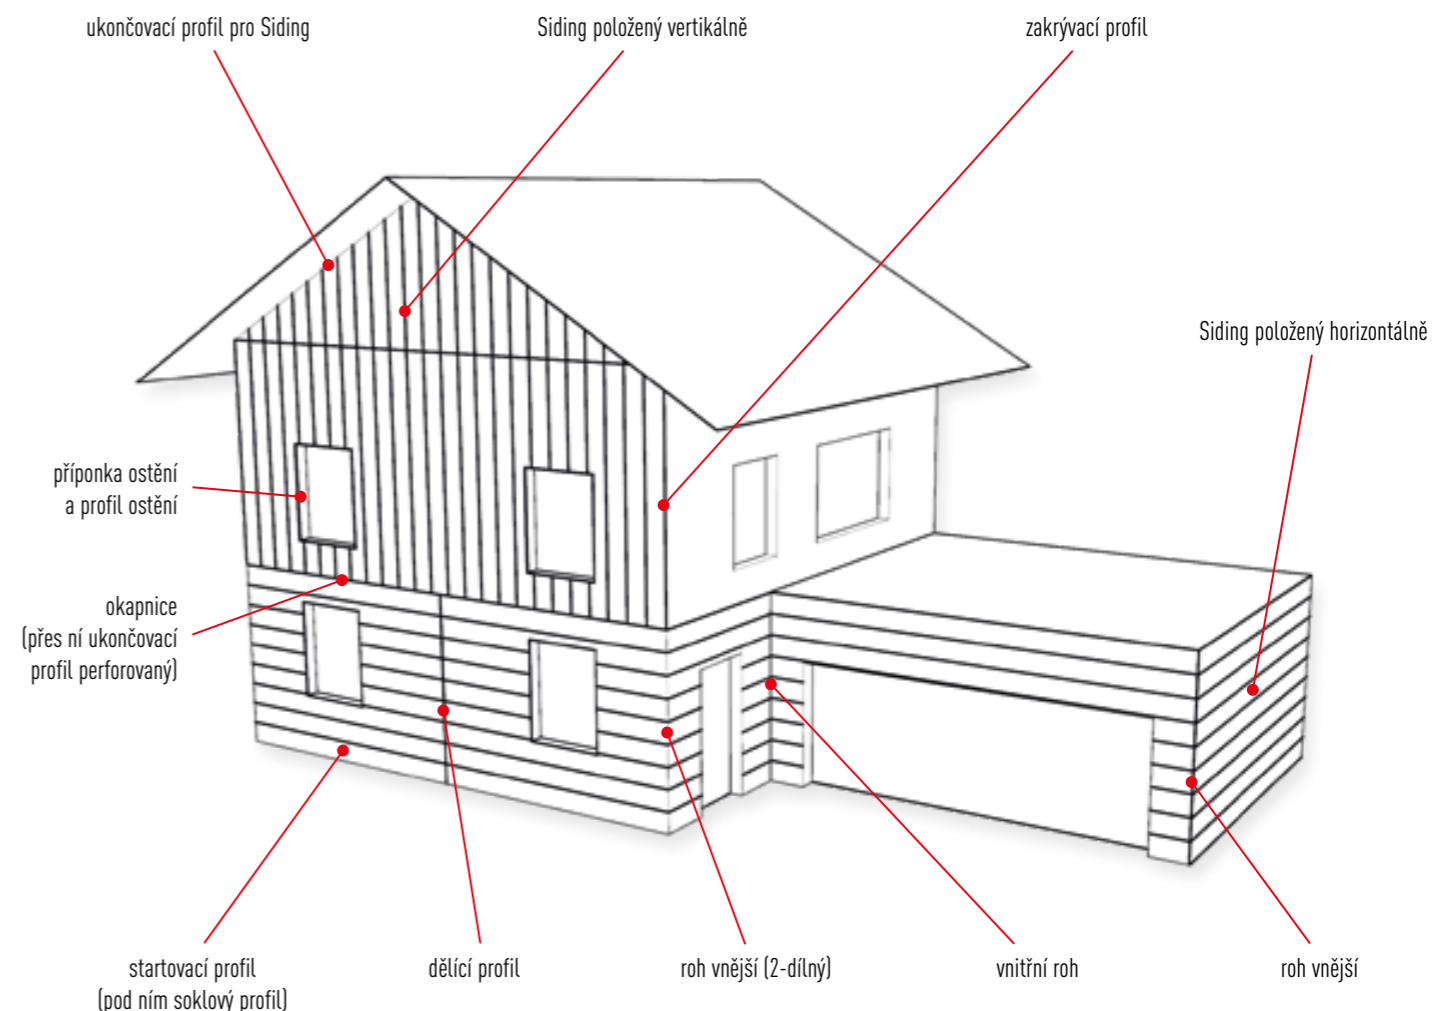 ukončovací profil pro Siding
Siding položený vertikálně
zakrývací profil
Siding položený horizontálně
příponka ostění
a profil ostění
okapnice
(přes ní ukončovací
profil perforovaný)
startovací profil
(pod ním soklový profil)
dělící profil
roh vnější (2-dílný)
vnitřní roh
roh vnější